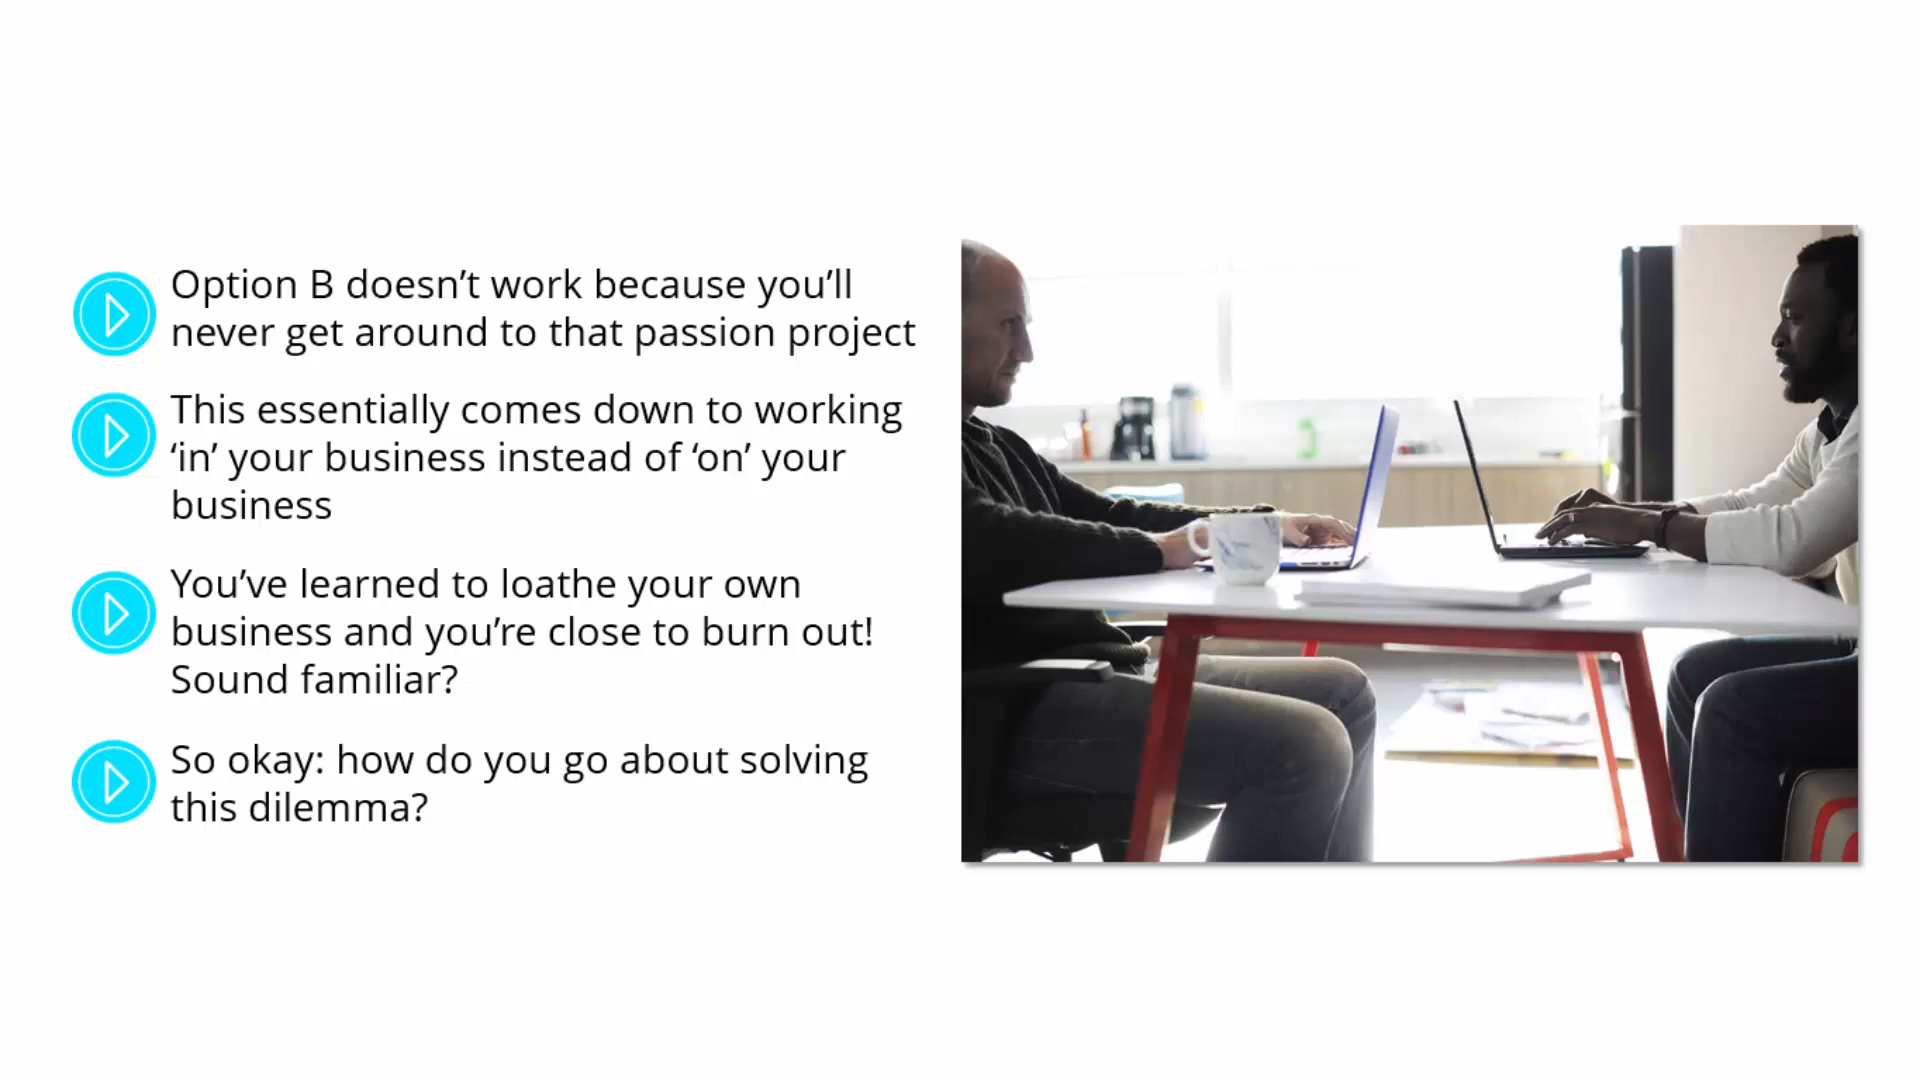 Option B doesn’t work because you’ll
never get around to that passion project
This essentially comes down to working
‘in’ your business instead of ‘on’ your
business
You’ve learned to loathe your own
business and you’re close to burn out!
Sound familiar?
So okay: how do you go about solving
this dilemma?